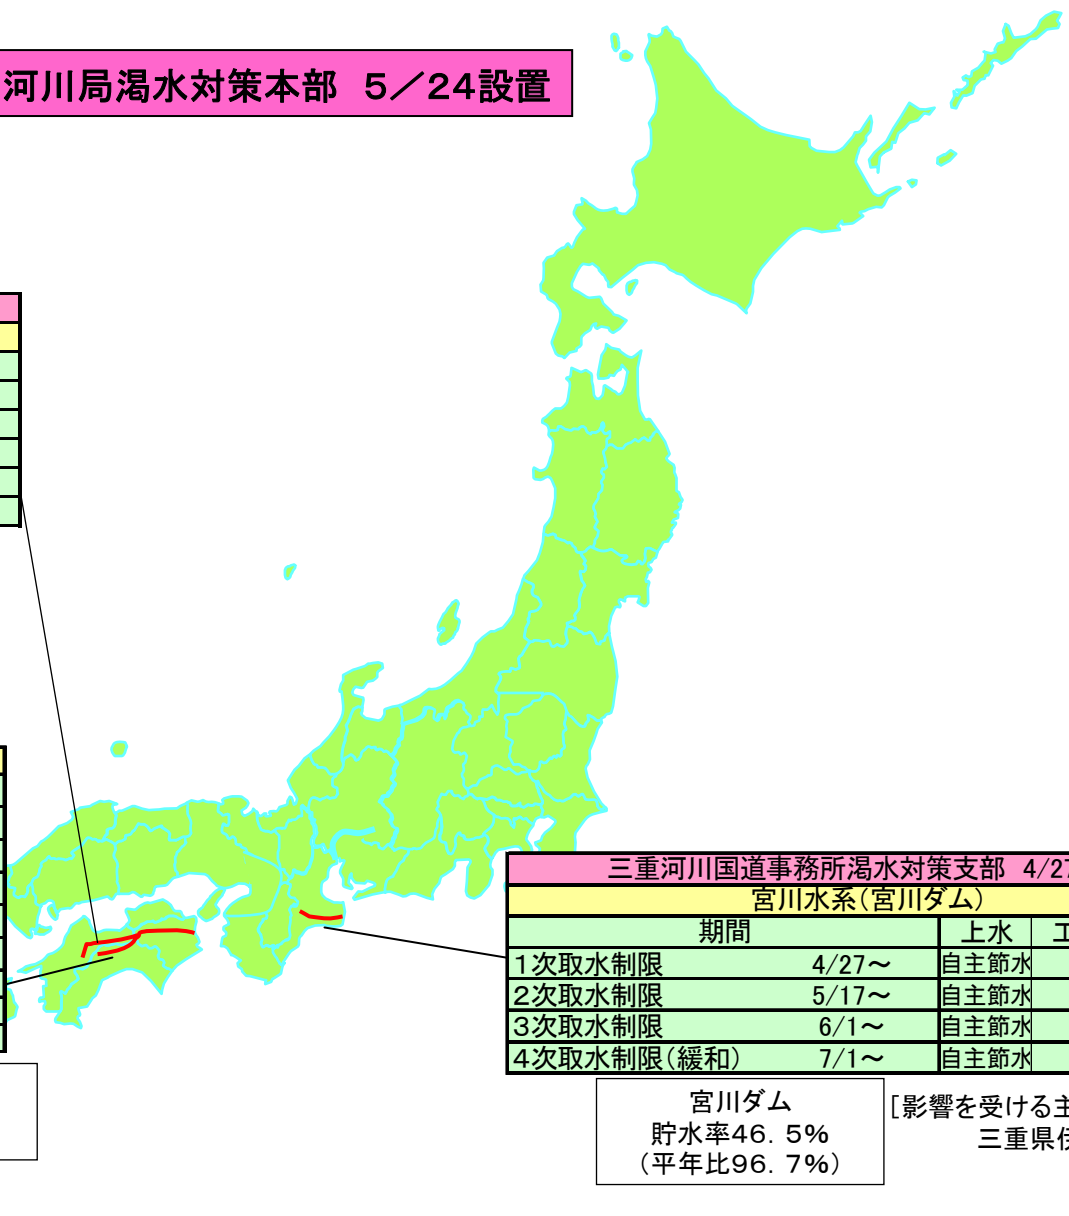 河川局渇水対策本部　5／24設置
三重河川国道事務所渇水対策支部　4/27
宮川水系（宮川ダム）
期間　上水　工
1次取水制限　4/27～　自主節水
2次取水制限　5/17～　自主節水
3次取水制限　6/1～　自主節水
4次取水制限（緩和）　7/1～　自主節水
宮川ダム
貯水率46．5%
（平年比96．7%）
［影響を受ける主
三重県伊